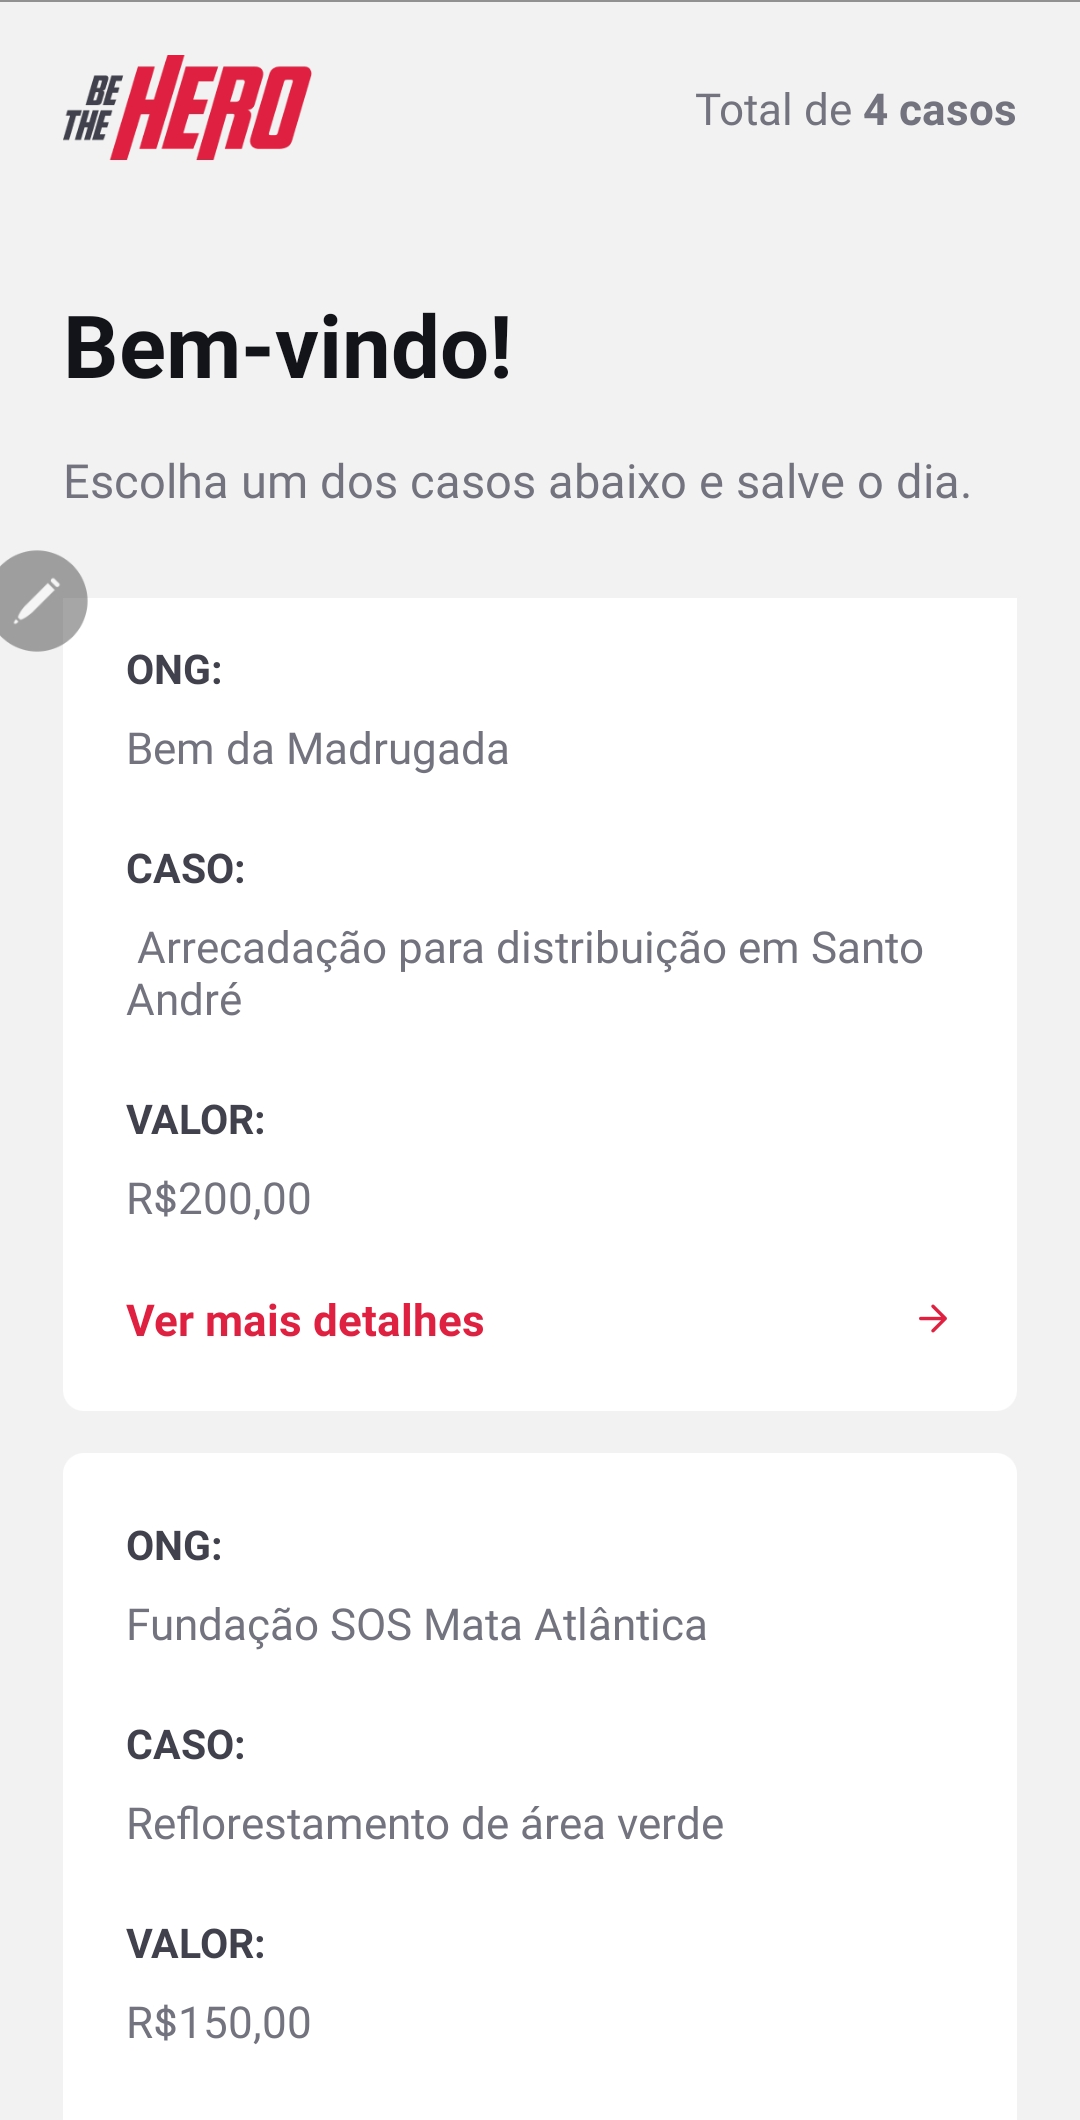 BE THE HERO
Total de 4 casos
Bem-vindo!
Escolha um dos casos abaixo e salve o dia.
ONG:
Bem da Madrugada
CASO:
Arrecadação para distribuição em Santo
André
VALOR:
R$200,00
Ver mais detalhes
ONG:
Fundação SOS Mata Atlântica
CASO:
Reflorestamento de área verde
VALOR:
R$150,00